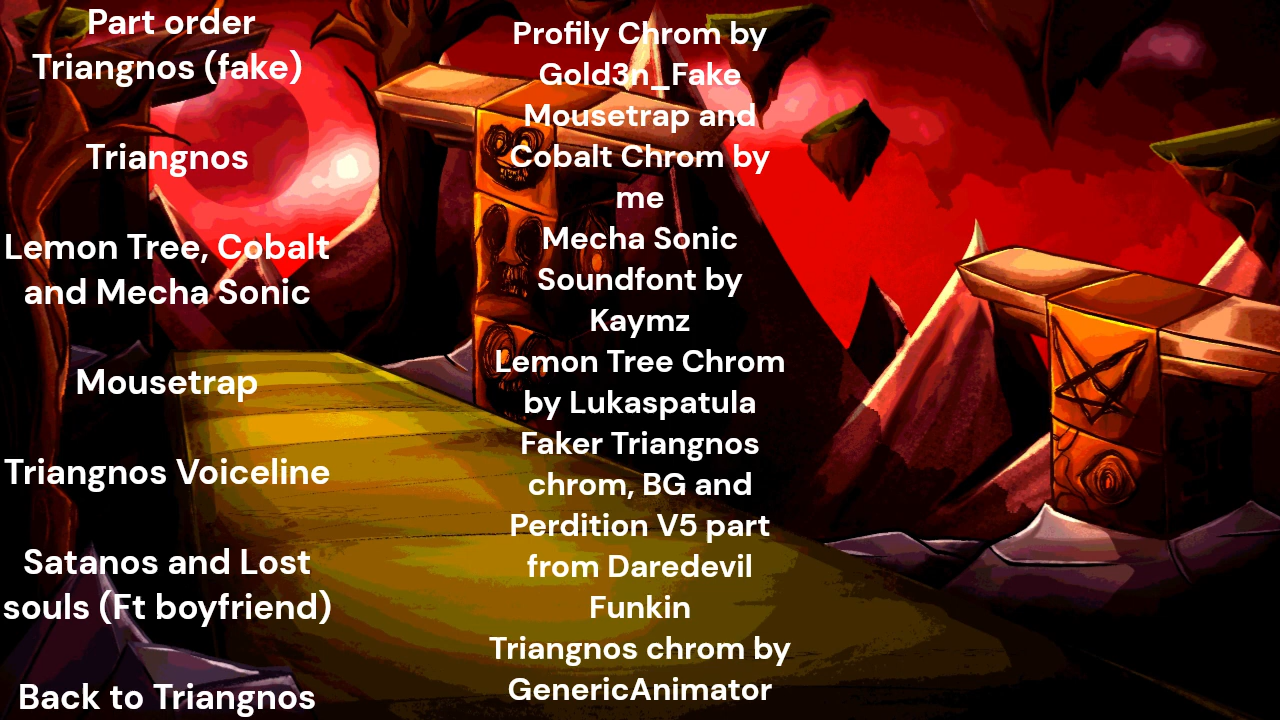 Part order
Triangnos (fake)
Triangnos
Lemon Tree, Cobalt
and Mecha Sonic
Mousetrap
Triangnos Voiceline
Satanos and Lost
souls (Ft boyfriend)
Back to Triangnos
Profily Chrom by
Gold3n_Fake
Mousetrap and
Cobalt Chrom by
me
Mecha Sonic
Soundfont by
Kaymz
Lemon Tree Chrom
by Lukaspatula
Faker Triangnos
chrom, BG and
Perdition V5 part
from Daredevil
Funkin
Triangnos chrom by
GenericAnimator